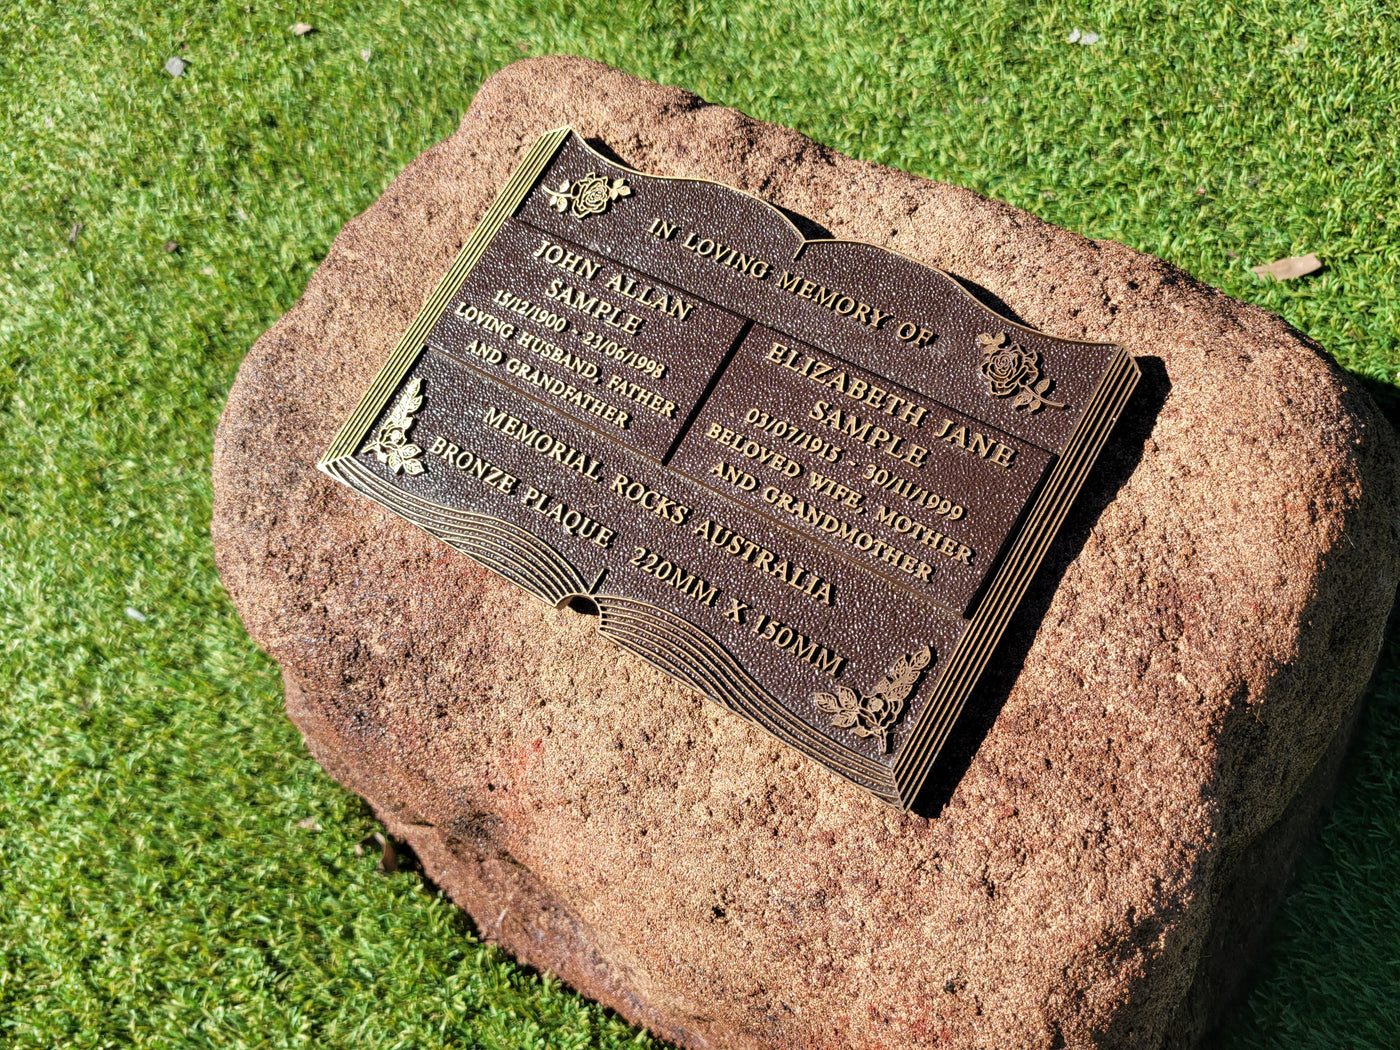 IN LOVING MEMORY OF
JOHN ALLAN
SAMPLE
15/12/1900 - 23/06/1998
LOVING HUSBAND, FATHER
AND GRANDFATHER
ELIZABETH JANE
SAMPLE
03/07/1915 - 30/11/1999
BELOVED WIFE, MOTHER
AND GRANDMOTHER
MEMORIAL ROCKS AUSTRALIA
BRONZE PLAQUE 220MM X 150MM